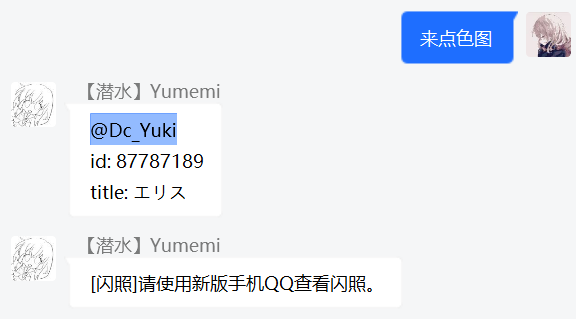 来点色图
【潜水】Yumemi
@Dc_Yuki
id: 87787189
title: エリス
【潜水】Yumemi
[闪照]请使用新版手机QQ查看闪照。